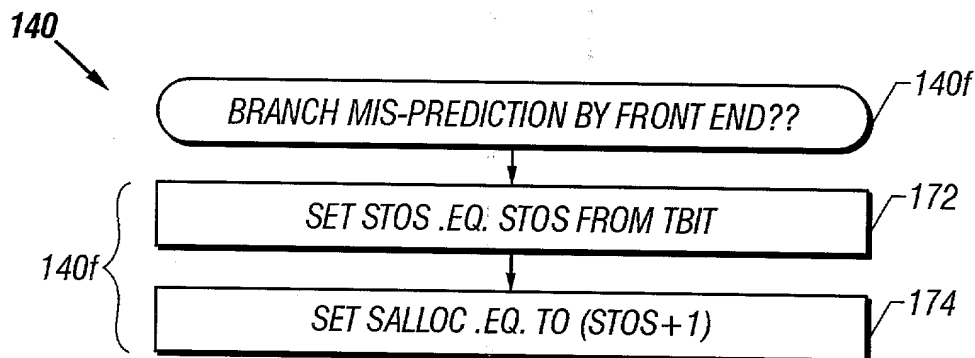 140
BRANCH MIS-PREDICTION BY FRONT END??
140f
SET STOS .EQ. STOS FROM TBIT
172
140f
SET SALLOC .EQ. TO (STOS+1)
174